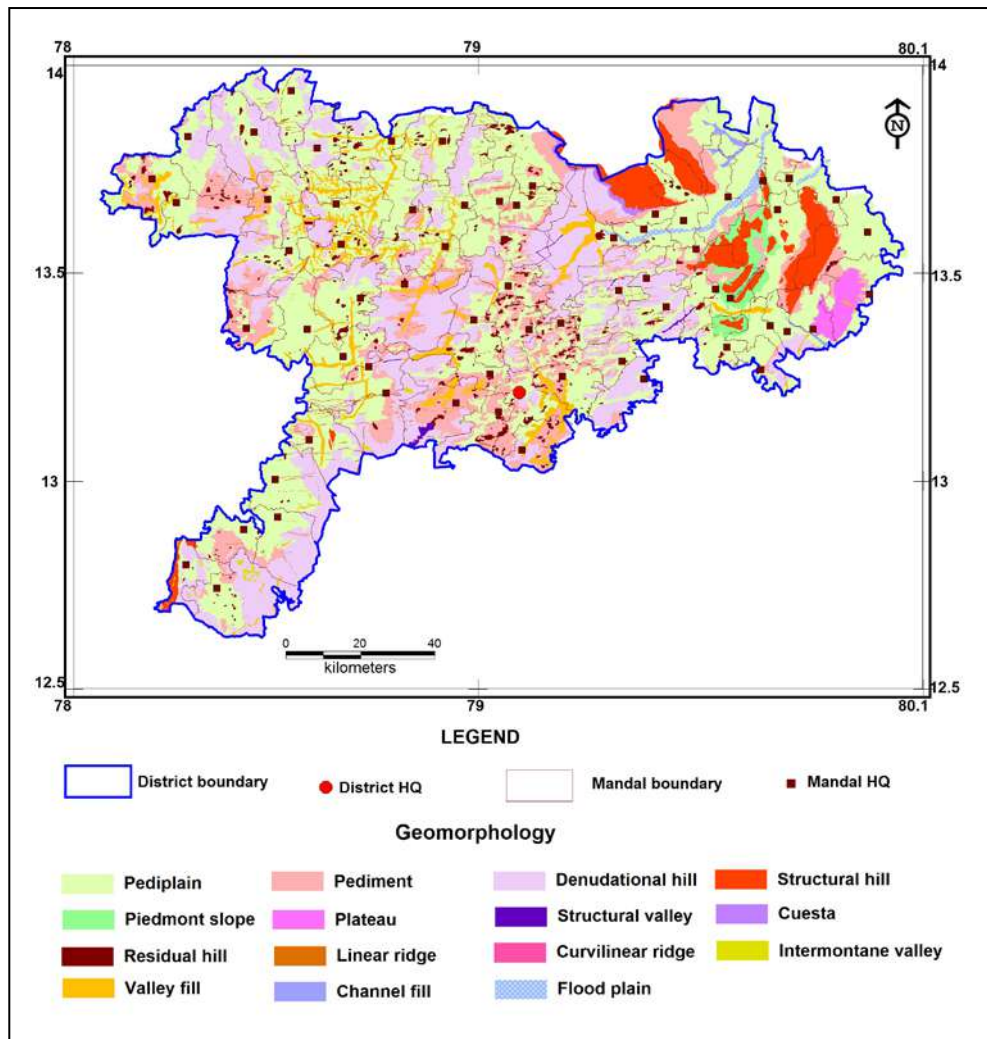 78 79 80.1
14 14
N
13.5 13.5
13 13
0 20 40
kilometers
12.5 12.5
78 79 80.1
LEGEND
District boundary District HQ Mandal boundary Mandal HQ
Geomorphology
Pediplain Pediment Denudational hill Structural hill
Piedmont slope Plateau Structural valley Cuesta
Residual hill Linear ridge Curvilinear ridge Intermontane valley
Valley fill Channel fill Flood plain